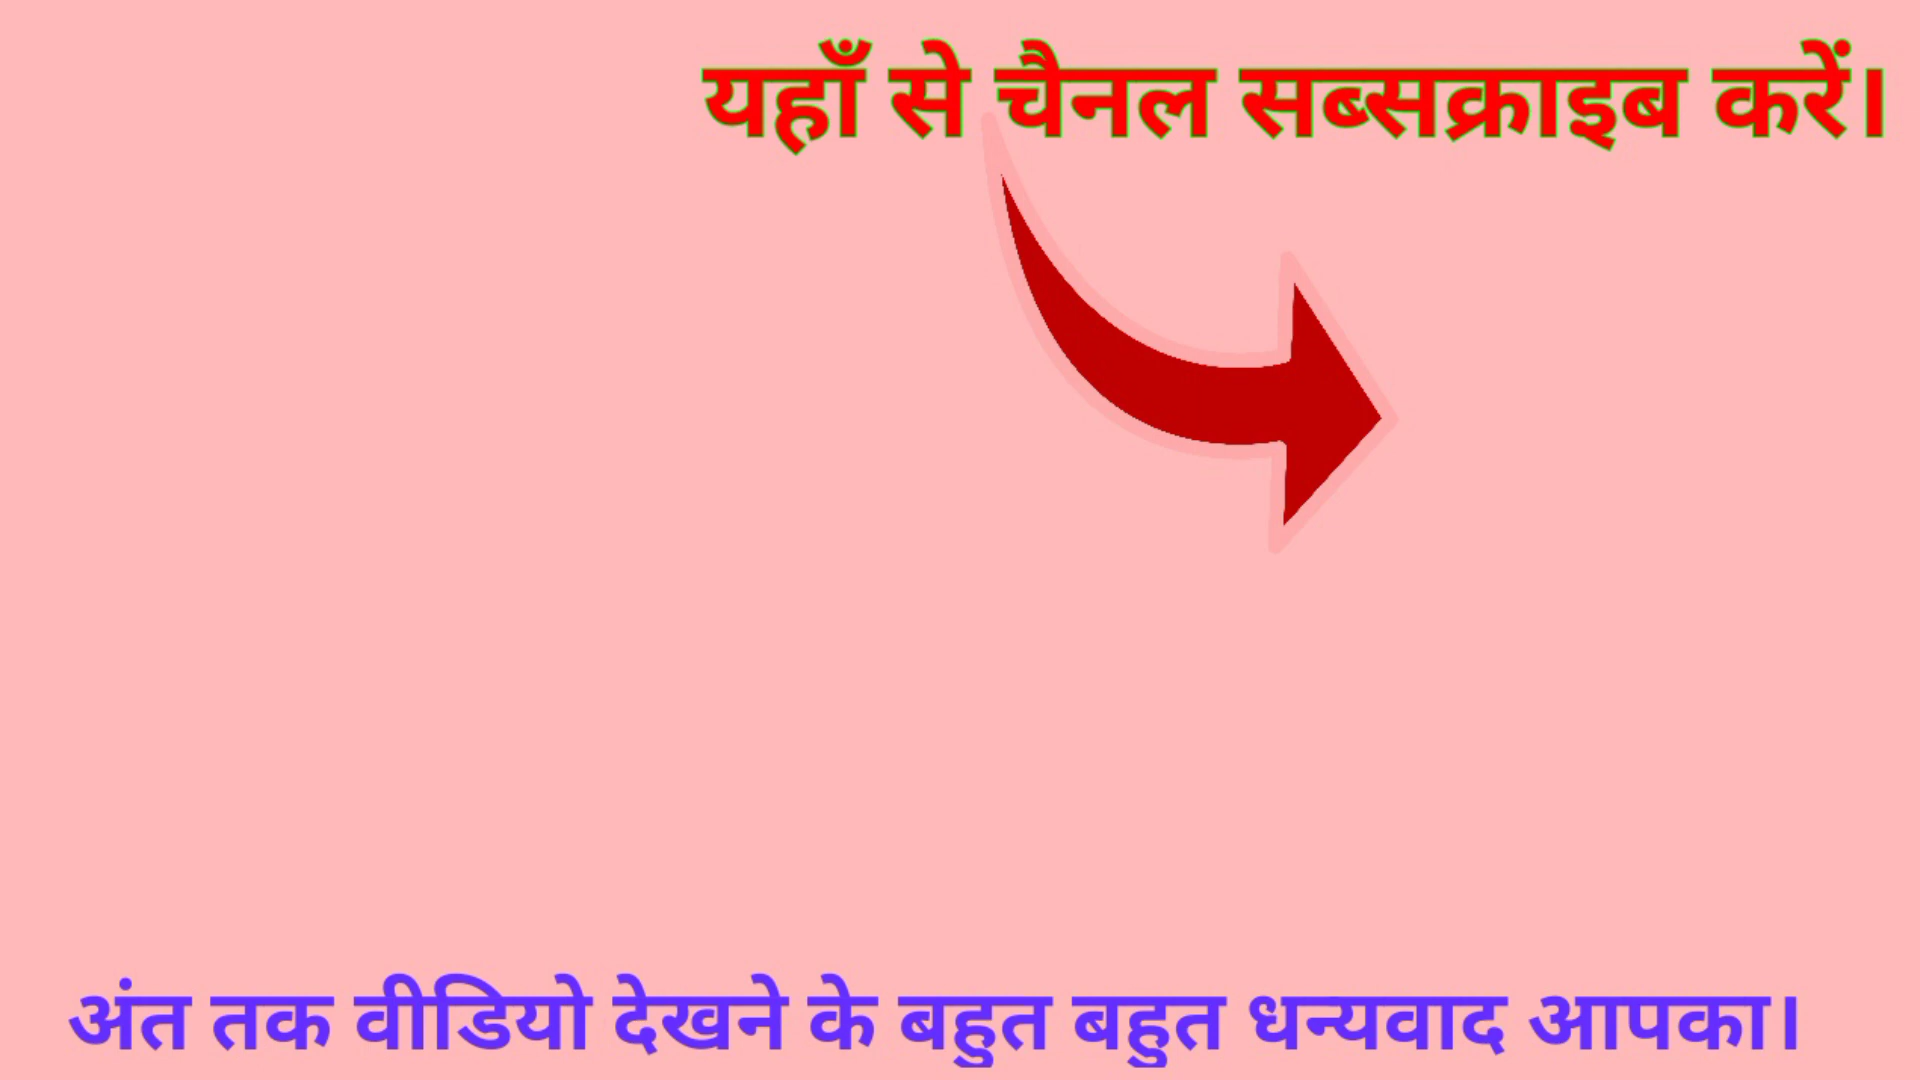 यहाँ से चैनल सब्सक्राइब करें।
अंत तक वीडियो देखने के बहुत बहुत धन्यवाद आपका।